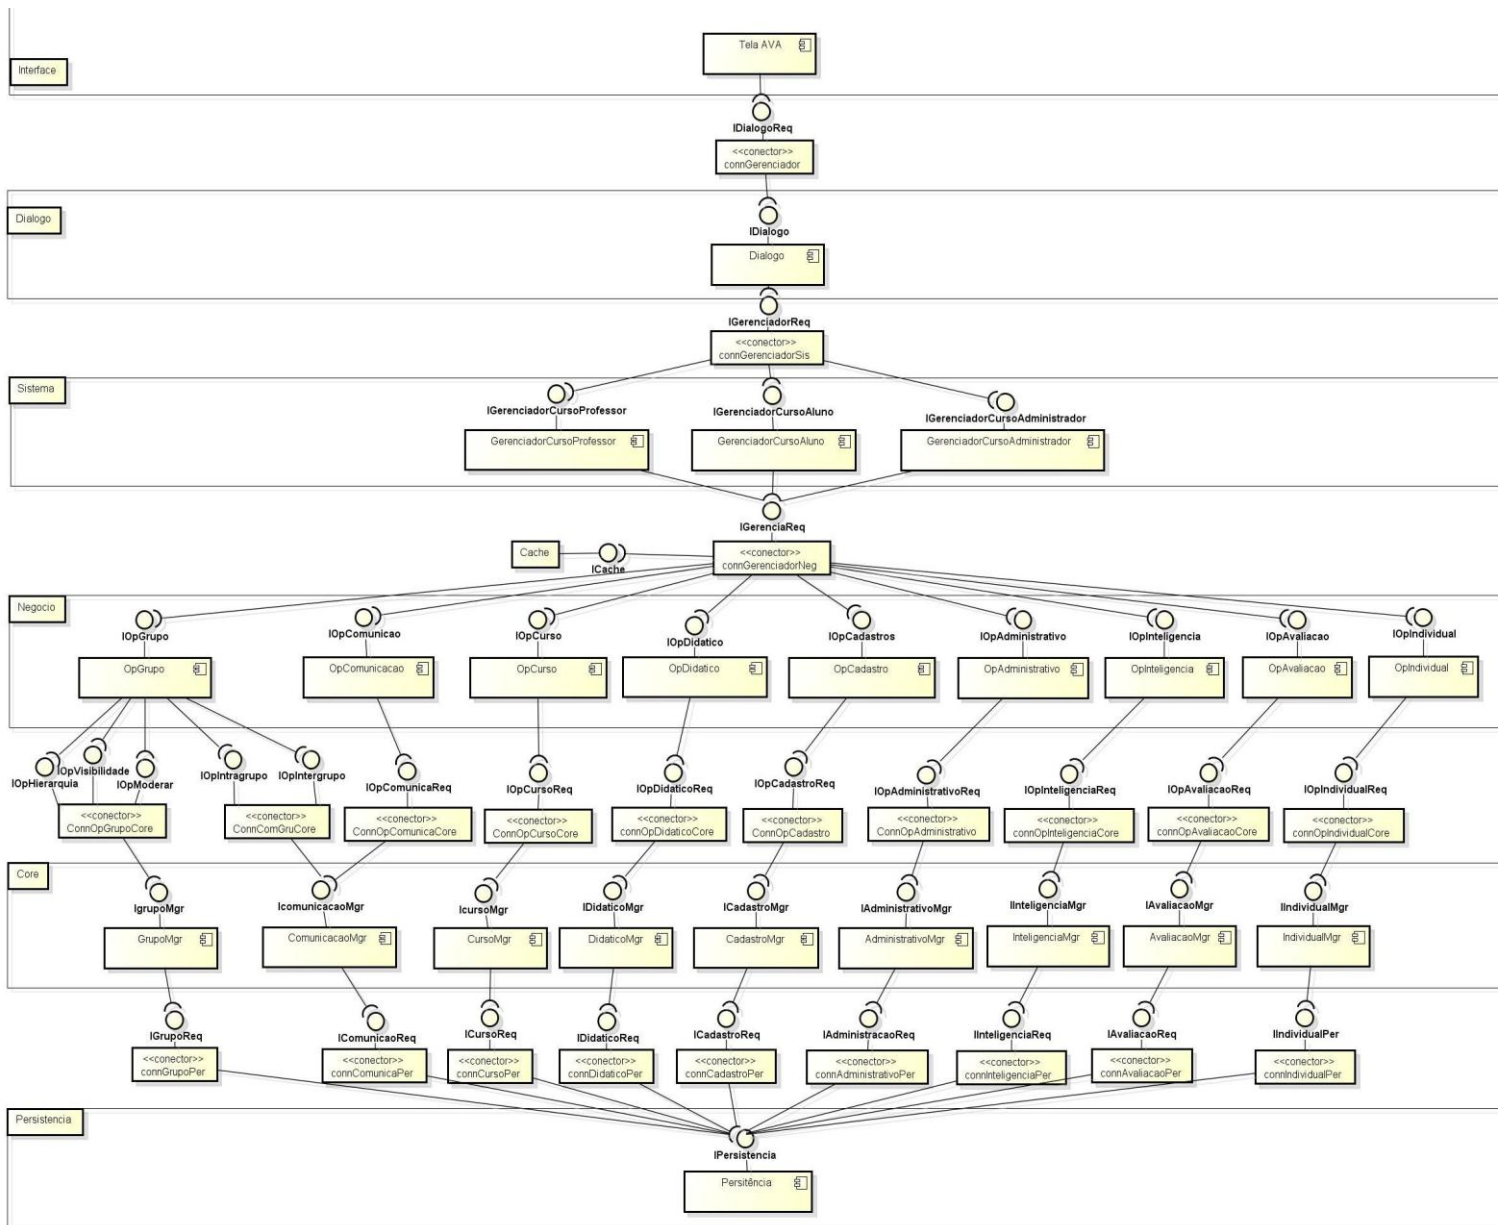 Tela AVA
Interface
IDialogoReq
<<conector>>
connGerenciador
Dialogo
IDialogo
Dialogo
IGerenciadorReq
<<conector>>
connGerenciadorSis
Sistema
IGerenciadorCursoProfessor
IGerenciadorCursoAluno
IGerenciadorCursoAdministrador
GerenciadorCursoProfessor
GerenciadorCursoAluno
GerenciadorCursoAdministrador
IGerenciaReq
Cache
ICache
<<conector>>
connGerenciadorNeg
Negocio
IOpGrupo
IOpComunicao
IOpCurso
IOpDidatico
IOpCadastros
IOpAdministrativo
IOpInteligencia
IOpAvaliacao
IOpIndividual
OpGrupo
OpComunicacao
OpCurso
OpDidatico
OpCadastro
OpAdministrativo
OpInteligencia
OpAvaliacao
OpIndividual
IOpHierarquia
IOpVisibilidade
IOpModerar
IOpIntragrupo
IOpIntergrupo
IOpComunicaReq
IOpCursoReq
IOpDidaticoReq
IOpCadastroReq
IOpAdministrativoReq
IOpInteligenciaReq
IOpAvaliacaoReq
IOpIndividualReq
<<conector>>
ConnOpGrupoCore
<<conector>>
ConnComGruCore
<<conector>>
ConnOpComunicaCore
<<conector>>
ConnOpCursoCore
<<conector>>
connOpDidaticoCore
<<conector>>
ConnOpCadastro
<<conector>>
ConnOpAdministrativo
<<conector>>
connOpInteligenciaCore
<<conector>>
connOpAvaliacaoCore
<<conector>>
connOpIndividualCore
Core
IgrupoMgr
IcomunicacaoMgr
IcursoMgr
IDidaticoMgr
ICadastroMgr
IAdministrativoMgr
IInteligenciaMgr
IAvaliacaoMgr
IIndividualMgr
GrupoMgr
ComunicacaoMgr
CursoMgr
DidaticoMgr
CadastroMgr
AdministrativoMgr
InteligenciaMgr
AvaliacaoMgr
IndividualMgr
IGrupoReq
IComunicaoReq
ICursoReq
IDidaticoReq
ICadastroReq
IAdministracaoReq
IInteligenciaReq
IAvaliacaoReq
IIndividualPer
<<conector>>
connGrupoPer
<<conector>>
connComunicaPer
<<conector>>
connCursoPer
<<conector>>
connDidaticoPer
<<conector>>
connCadastroPer
<<conector>>
connAdministrativoPer
<<conector>>
connInteligenciaPer
<<conector>>
connAvaliacaoPer
<<conector>>
connIndividualPer
Persistencia
IPersistencia
Persitência